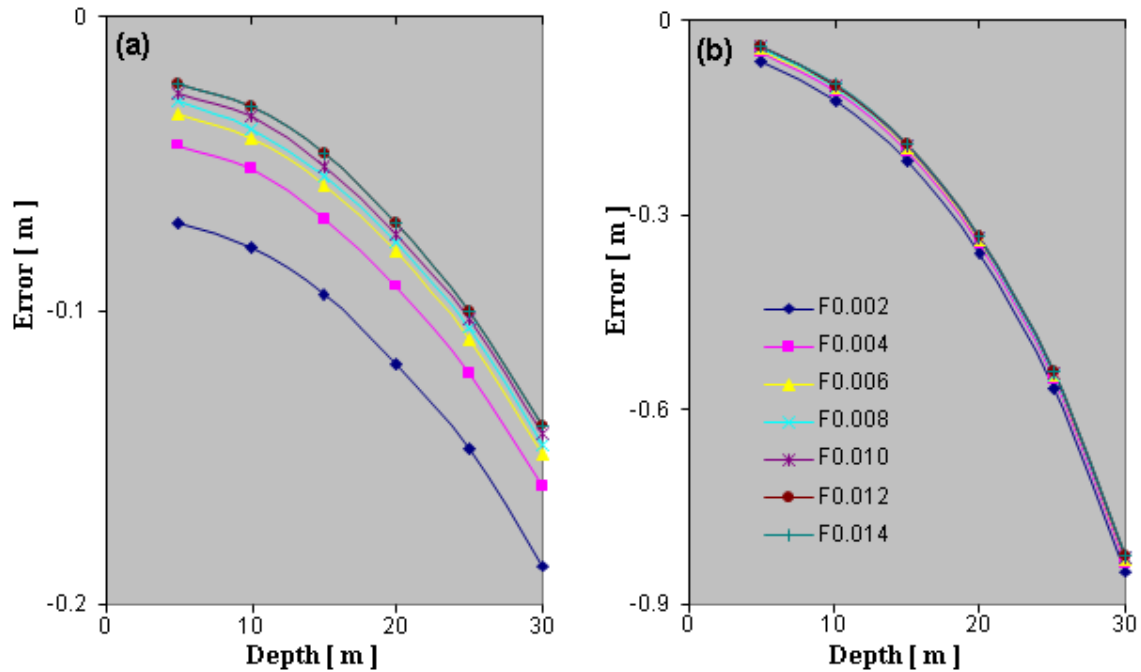 (a)
0
-0.1
-0.2
Error [ m ]
0
10
20
30
Depth [ m ]
(b)
0
-0.3
-0.6
-0.9
Error [ m ]
0
10
20
30
Depth [ m ]
F0.002
F0.004
F0.006
F0.008
F0.010
F0.012
F0.014